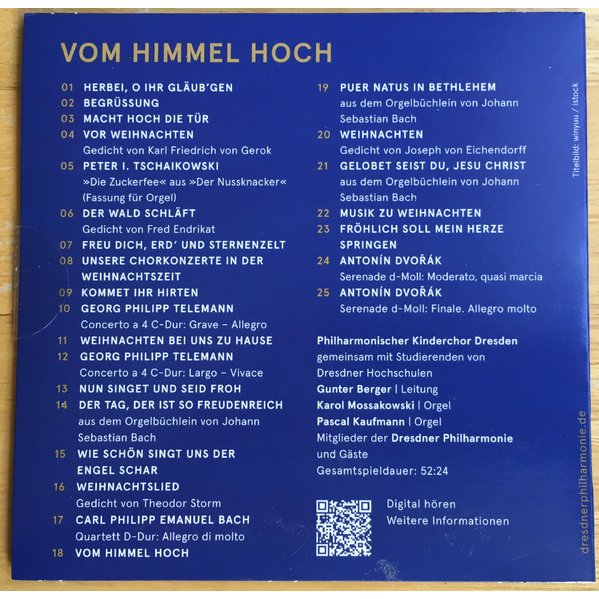 VOM HIMMEL HOCH
01 HERBEI, O IHR GLÄUB'GEN
02 BEGRÜSSUNG
03 MACHT HOCH DIE TÜR
04 VOR WEIHNACHTEN
Gedicht von Karl Friedrich von Gerok
05 PETER I. TSCHAIKOWSKI
»Die Zuckerfee« aus »Der Nussknacker«
(Fassung für Orgel)
06 DER WALD SCHLÄFT
Gedicht von Fred Endrikat
07 FREU DICH, ERD' UND STERNENZELT
08 UNSERE CHORKONZERTE IN DER
WEIHNACHTSZEIT
09 KOMMET IHR HIRTEN
10 GEORG PHILIPP TELEMANN
Concerto a 4 C-Dur: Grave – Allegro
11 WEIHNACHTEN BEI UNS ZU HAUSE
12 GEORG PHILIPP TELEMANN
Concerto a 4 C-Dur: Largo – Vivace
13 NUN SINGET UND SEID FROH
14 DER TAG, DER IST SO FREUDENREICH
aus dem Orgelbüchlein von Johann
Sebastian Bach
15 WIE SCHÖN SINGT UNS DER
ENGEL SCHAR
16 WEIHNACHTSLIED
Gedicht von Theodor Storm
17 CARL PHILIPP EMANUEL BACH
Quartett D-Dur: Allegro di molto
18 VOM HIMMEL HOCH
19 PUER NATUS IN BETHLEHEM
aus dem Orgelbüchlein von Johann
Sebastian Bach
20 WEIHNACHTEN
Gedicht von Joseph von Eichendorff
21 GELOBET SEIST DU, JESU CHRIST
aus dem Orgelbüchlein von Johann
Sebastian Bach
22 MUSIK ZU WEIHNACHTEN
23 FRÖHLICH SOLL MEIN HERZE
SPRINGEN
24 ANTONÍN DVOŘÁK
Serenade d-Moll: Moderato, quasi marcia
25 ANTONÍN DVOŘÁK
Serenade d-Moll: Finale. Allegro molto
Philharmonischer Kinderchor Dresden
gemeinsam mit Studierenden von
Dresdner Hochschulen
Gunter Berger | Leitung
Karol Mossakowski | Orgel
Pascal Kaufmann | Orgel
Mitglieder der Dresdner Philharmonie
und Gäste
Gesamtspieldauer: 52:24
Digital hören
Weitere Informationen
Titelbild: winyuu / istock
dresdnerphilharmonie.de